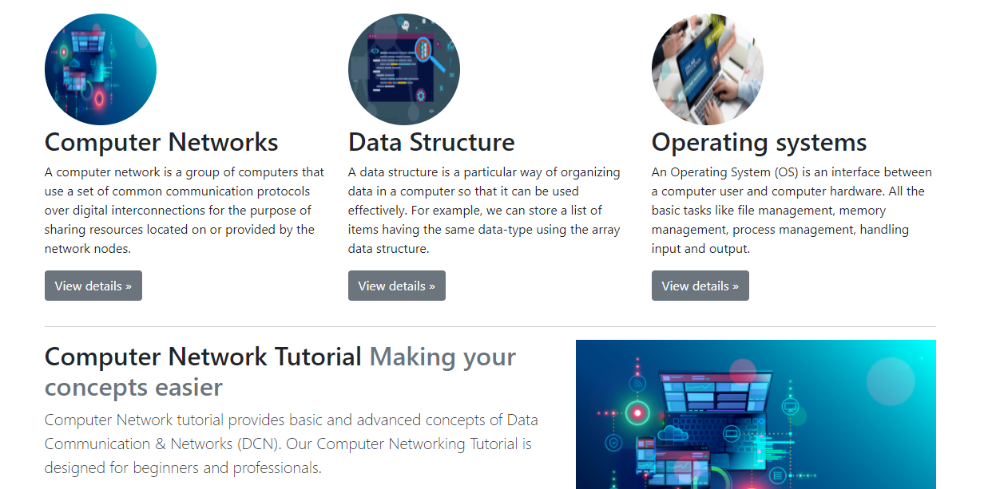 Computer Networks
A computer network is a group of computers that
use a set of common communication protocols
over digital interconnections for the purpose of
sharing resources located on or provided by the
network nodes.
View details »
Data Structure
A data structure is a particular way of organizing
data in a computer so that it can be used
effectively. For example, we can store a list of
items having the same data-type using the array
data structure.
View details »
Operating systems
An Operating System (OS) is an interface between
a computer user and computer hardware. All the
basic tasks like file management, memory
management, process management, handling
input and output.
View details »
Computer Network Tutorial Making your
concepts easier
Computer Network tutorial provides basic and advanced concepts of Data
Communication & Networks (DCN). Our Computer Networking Tutorial is
designed for beginners and professionals.